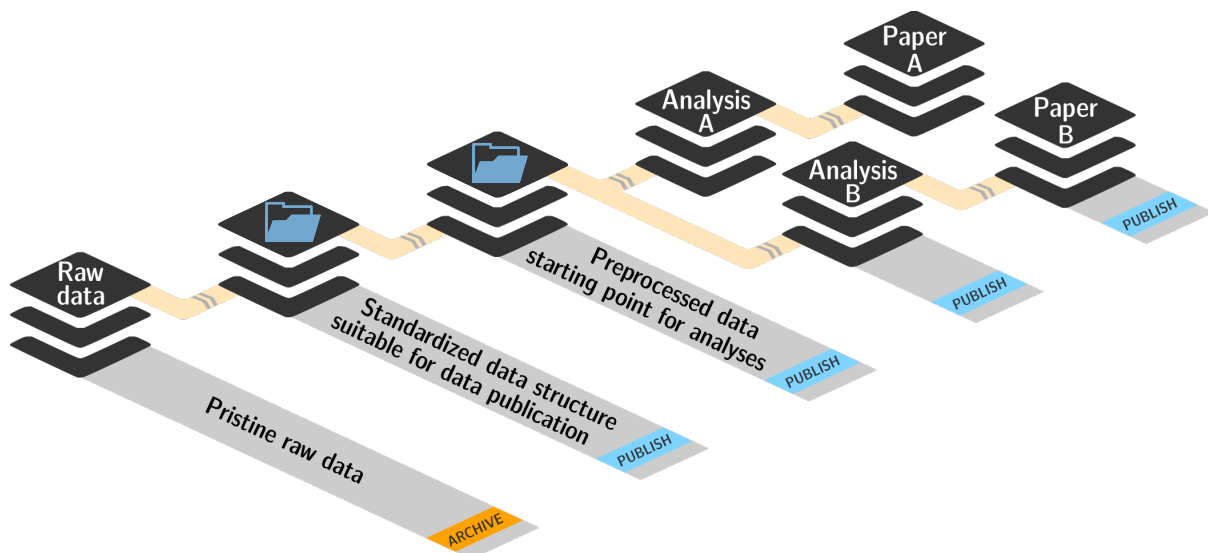 Raw
data
Pristine raw data
ARCHIVE
Standardized data structure
suitable for data publication
PUBLISH
Preprocessed data
starting point for analyses
PUBLISH
Analysis
A
Paper
A
Analysis
B
PUBLISH
Paper
B
PUBLISH